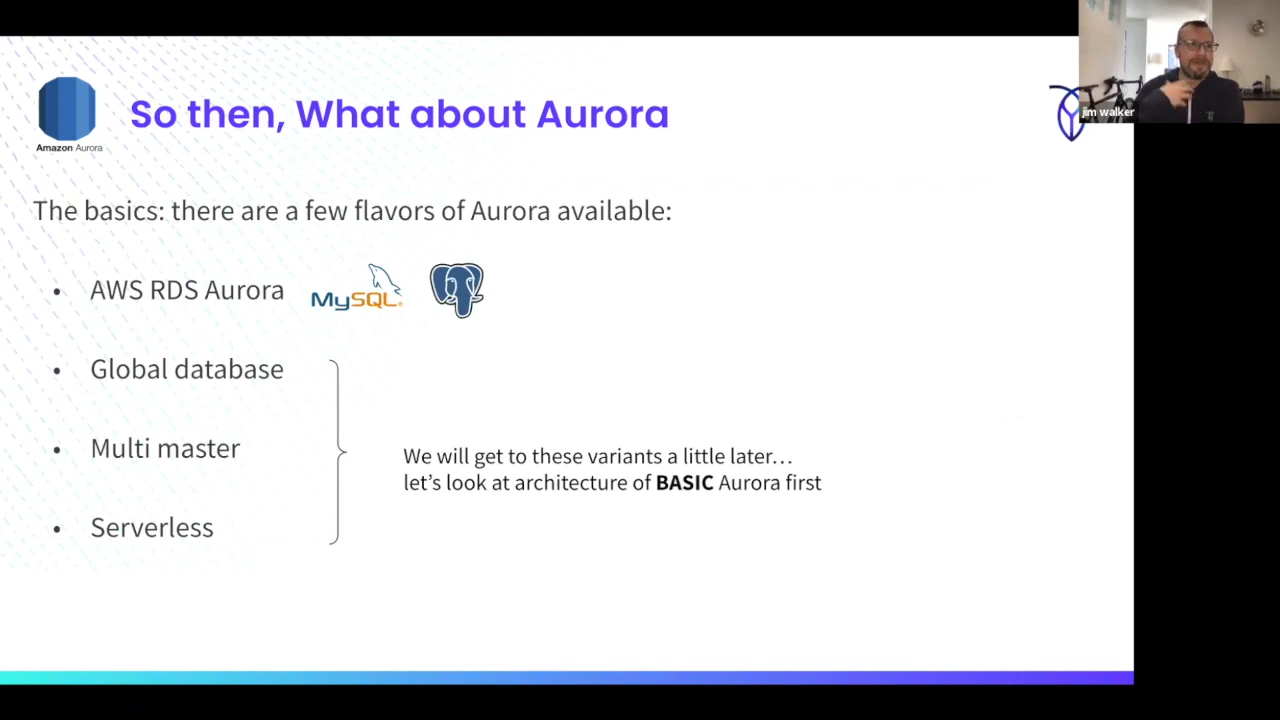 jim walker
So then, What about Aurora
Amazon Aurora
The basics: there are a few flavors of Aurora available:
• AWS RDS Aurora
MySQL®
• Global database
• Multi master
We will get to these variants a little later…
let’s look at architecture of BASIC Aurora first
• Serverless